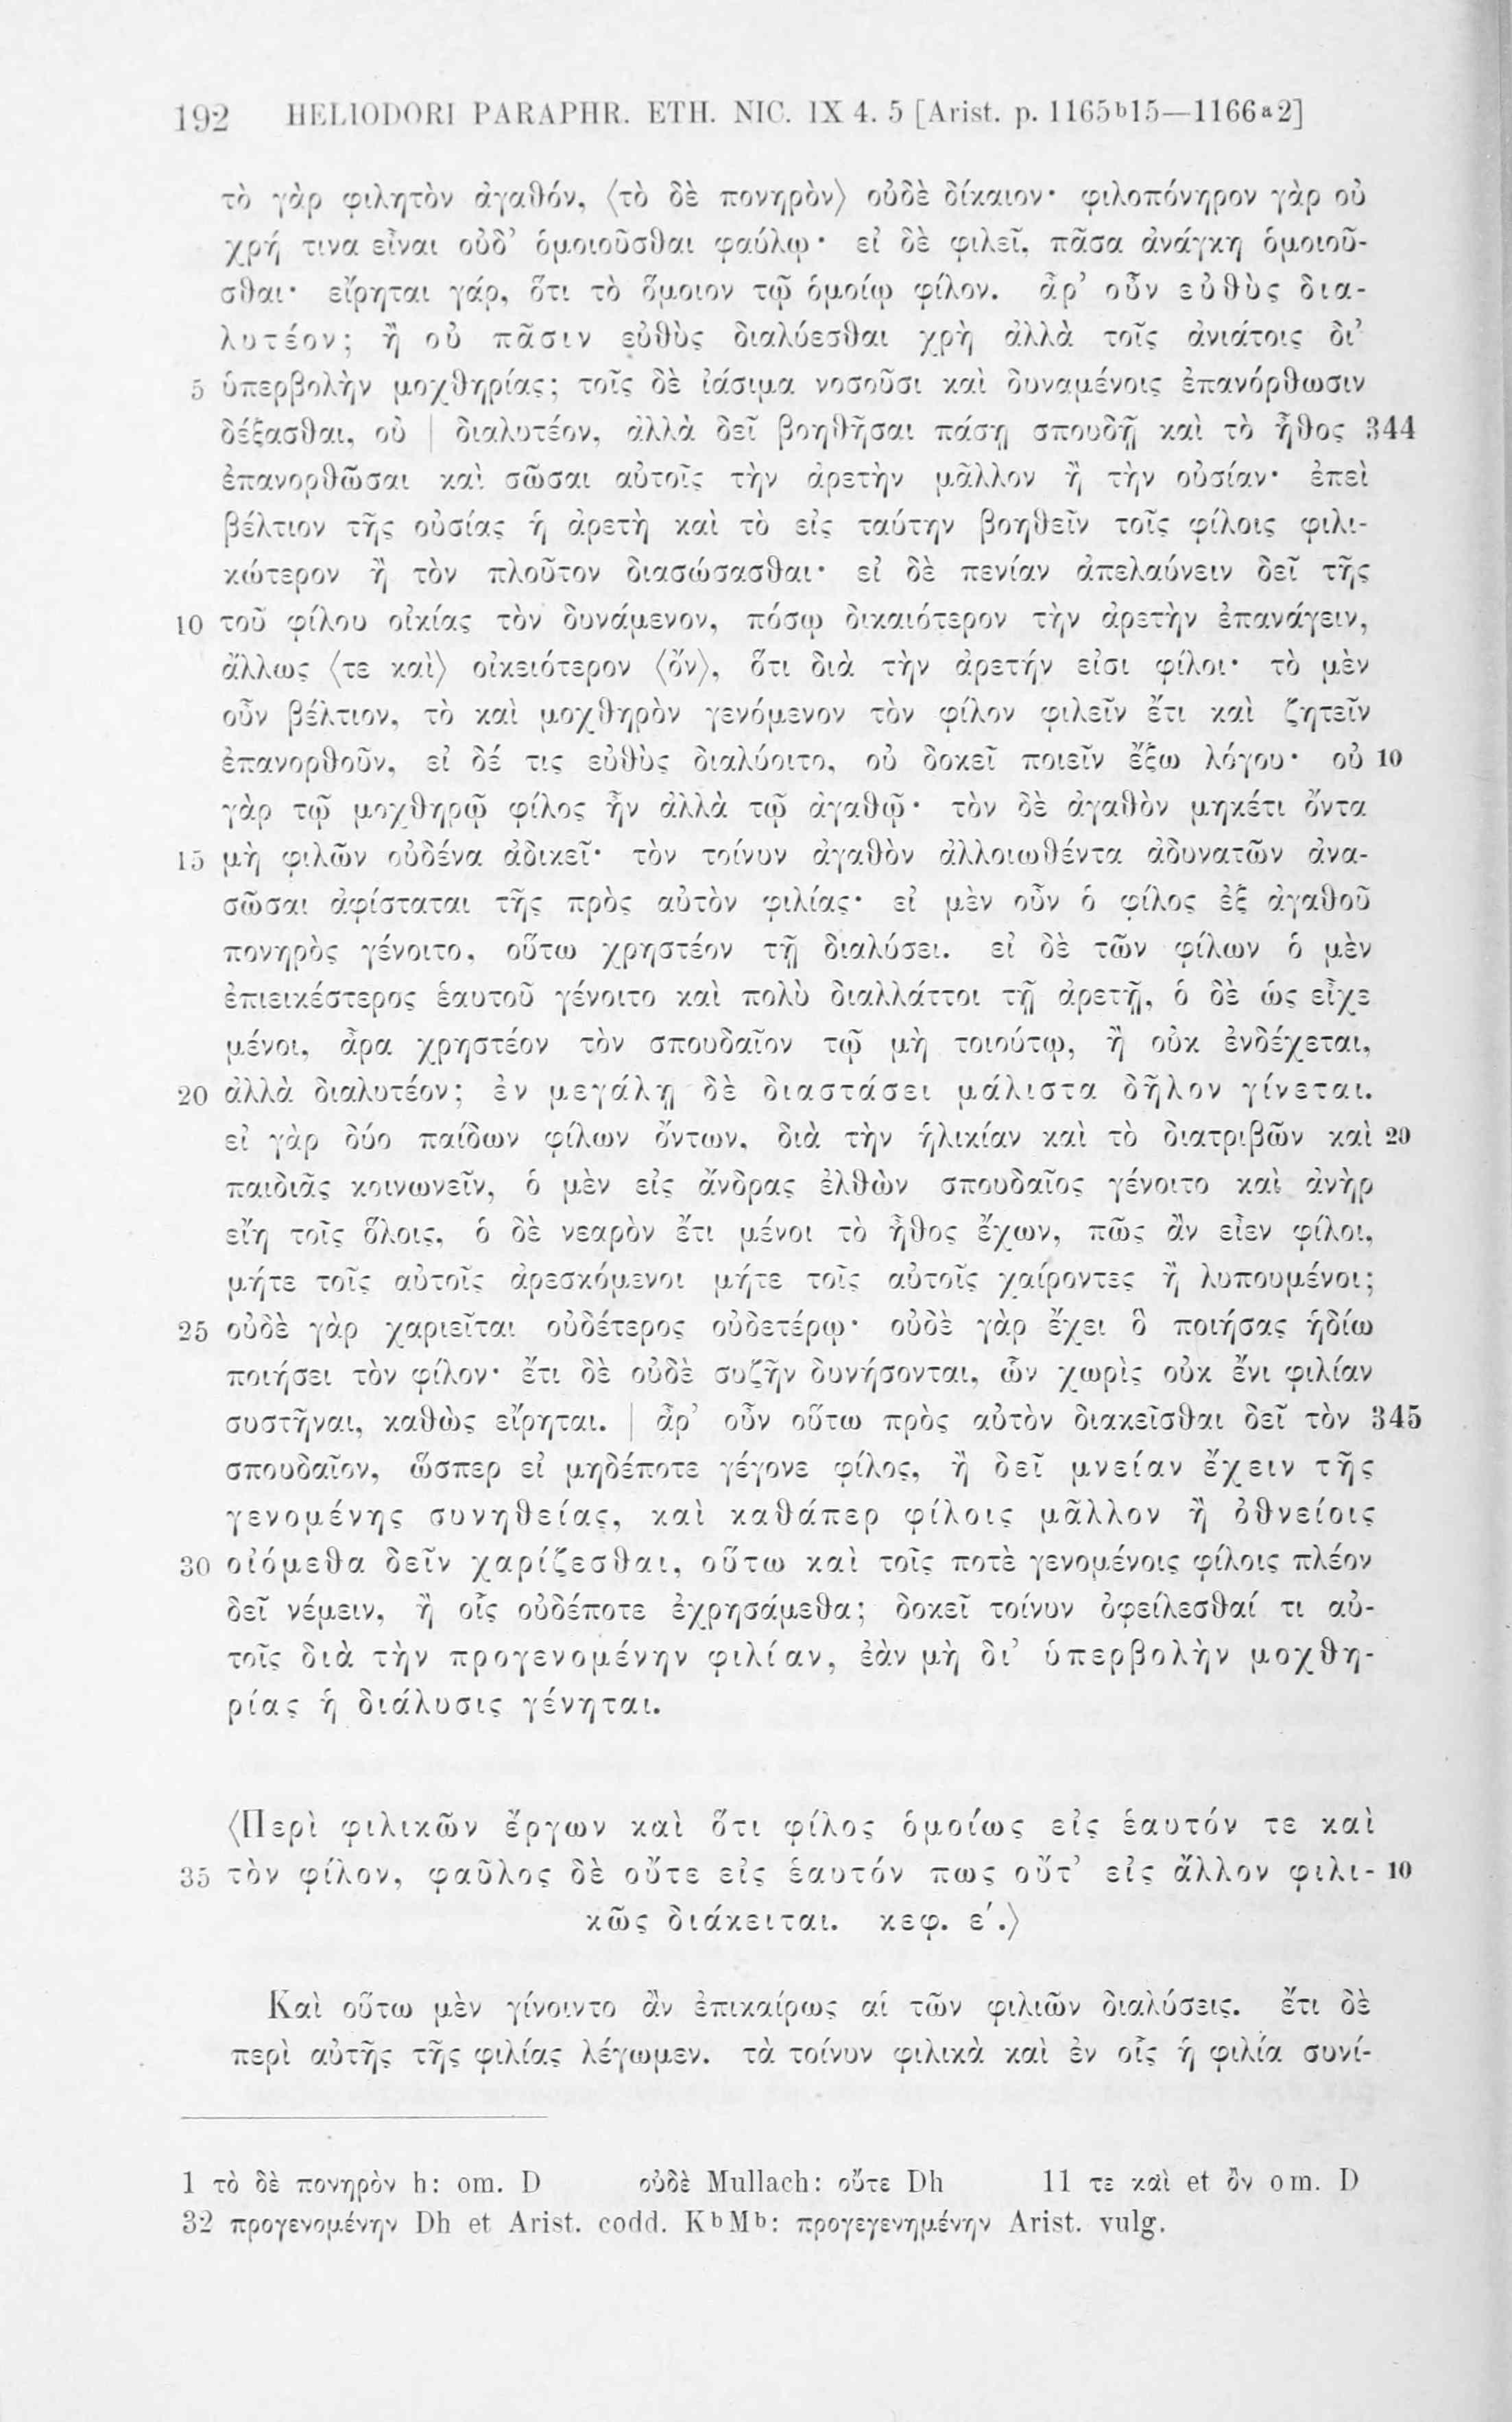 192 HELIODORI PARAPHR. ETH. NIC. IX 4. 5 [Arist. p. 1165ᵇ15—1166ᵃ2]
τὸ γὰρ φιλητὸν ἀγαθόν, ⟨τὸ δὲ πονηρὸν⟩ οὐδὲ δίκαιον· φιλοπόνηρον γὰρ οὐ
χρή τινα εἶναι οὐδ’ ὁμοιοῦσθαι φαύλῳ· εἰ δὲ φιλεῖ, πᾶσα ἀνάγκη ὁμοιοῦ-
σθαι· εἴρηται γάρ, ὅτι τὸ ὅμοιον τῷ ὁμοίῳ φίλον. ἆρ’ οὖν εὐθὺς δια-
λυτέον; ἢ οὐ πᾶσιν εὐθὺς διαλύεσθαι χρὴ ἀλλὰ τοῖς ἀνιάτοις δι’
5 ὑπερβολὴν μοχθηρίας; τοῖς δὲ ἰάσιμα νοσοῦσι καὶ δυναμένοις ἐπανόρθωσιν
δέξασθαι, οὐ | διαλυτέον, ἀλλὰ δεῖ βοηθῆσαι πάσῃ σπουδῇ καὶ τὸ ἦθος 344
ἐπανορθῶσαι καὶ σῶσαι αὐτοῖς τὴν ἀρετὴν μᾶλλον ἢ τὴν οὐσίαν· ἐπεὶ
βέλτιον τῆς οὐσίας ἡ ἀρετὴ καὶ τὸ εἰς ταύτην βοηθεῖν τοῖς φίλοις φιλι-
κώτερον ἢ τὸν πλοῦτον διασώσασθαι· εἰ δὲ πενίαν ἀπελαύνειν δεῖ τῆς
10 τοῦ φίλου οἰκίας τὸν δυνάμενον, πόσῳ δικαιότερον τὴν ἀρετὴν ἐπανάγειν,
ἄλλως ⟨τε καὶ⟩ οἰκειότερον ⟨ὄν⟩, ὅτι διὰ τὴν ἀρετήν εἰσι φίλοι· τὸ μὲν
οὖν βέλτιον, τὸ καὶ μοχθηρὸν γενόμενον τὸν φίλον φιλεῖν ἔτι καὶ ζητεῖν
ἐπανορθοῦν, εἰ δέ τις εὐθὺς διαλύοιτο, οὐ δοκεῖ ποιεῖν ἔξω λόγου· οὐ 10
γὰρ τῷ μοχθηρῷ φίλος ἦν ἀλλὰ τῷ ἀγαθῷ· τὸν δὲ ἀγαθὸν μηκέτι ὄντα
15 μὴ φιλῶν οὐδένα ἀδικεῖ· τὸν τοίνυν ἀγαθὸν ἀλλοιωθέντα ἀδυνατῶν ἀνα-
σῶσαι ἀφίσταται τῆς πρὸς αὐτὸν φιλίας· εἰ μὲν οὖν ὁ φίλος ἐξ ἀγαθοῦ
πονηρὸς γένοιτο, οὕτω χρηστέον τῇ διαλύσει. εἰ δὲ τῶν φίλων ὁ μὲν
ἐπιεικέστερος ἑαυτοῦ γένοιτο καὶ πολὺ διαλλάττοι τῇ ἀρετῇ, ὁ δὲ ὡς εἶχε
μένοι, ἆρα χρηστέον τὸν σπουδαῖον τῷ μὴ τοιούτῳ, ἢ οὐκ ἐνδέχεται,
20 ἀλλὰ διαλυτέον; ἐν μεγάλῃ δὲ διαστάσει μάλιστα δῆλον γίνεται.
εἰ γὰρ δύο παίδων φίλων ὄντων, διὰ τὴν ἡλικίαν καὶ τὸ διατριβῶν καὶ 20
παιδιᾶς κοινωνεῖν, ὁ μὲν εἰς ἄνδρας ἐλθὼν σπουδαῖος γένοιτο καὶ ἀνὴρ
εἴη τοῖς ὅλοις, ὁ δὲ νεαρὸν ἔτι μένοι τὸ ἦθος ἔχων, πῶς ἂν εἶεν φίλοι,
μήτε τοῖς αὐτοῖς ἀρεσκόμενοι μήτε τοῖς αὐτοῖς χαίροντες ἢ λυπουμένοι;
25 οὐδὲ γὰρ χαριεῖται οὐδέτερος οὐδετέρῳ· οὐδὲ γὰρ ἔχει ὃ ποιήσας ἡδίω
ποιήσει τὸν φίλον· ἔτι δὲ οὐδὲ συζῆν δυνήσονται, ὧν χωρὶς οὐκ ἔνι φιλίαν
συστῆναι, καθὼς εἴρηται. | ἆρ’ οὖν οὕτω πρὸς αὐτὸν διακεῖσθαι δεῖ τὸν 345
σπουδαῖον, ὥσπερ εἰ μηδέποτε γέγονε φίλος, ἢ δεῖ μνείαν ἔχειν τῆς
γενομένης συνηθείας, καὶ καθάπερ φίλοις μᾶλλον ἢ ὀθνείοις
30 οἰόμεθα δεῖν χαρίζεσθαι, οὕτω καὶ τοῖς ποτὲ γενομένοις φίλοις πλέον
δεῖ νέμειν, ἢ οἷς οὐδέποτε ἐχρησάμεθα; δοκεῖ τοίνυν ὀφείλεσθαί τι αὐ-
τοῖς διὰ τὴν προγενομένην φιλίαν, ἐὰν μὴ δι’ ὑπερβολὴν μοχθη-
ρίας ἡ διάλυσις γένηται.
⟨Περὶ φιλικῶν ἔργων καὶ ὅτι φίλος ὁμοίως εἰς ἑαυτόν τε καὶ
35 τὸν φίλον, φαῦλος δὲ οὔτε εἰς ἑαυτόν πως οὔτ’ εἰς ἄλλον φιλι- 10
κῶς διάκειται. κεφ. ε΄.⟩
Καὶ οὕτω μὲν γίνοιντο ἂν ἐπικαίρως αἱ τῶν φιλιῶν διαλύσεις. ἔτι δὲ
περὶ αὐτῆς τῆς φιλίας λέγωμεν. τὰ τοίνυν φιλικὰ καὶ ἐν οἷς ἡ φιλία συνί-
1 τὸ δὲ πονηρὸν h: om. D οὐδὲ Mullach: οὔτε Dh 11 τε καὶ et ὂν om. D
32 προγενομένην Dh et Arist. codd. KᵇMᵇ: προγεγενημένην Arist. vulg.